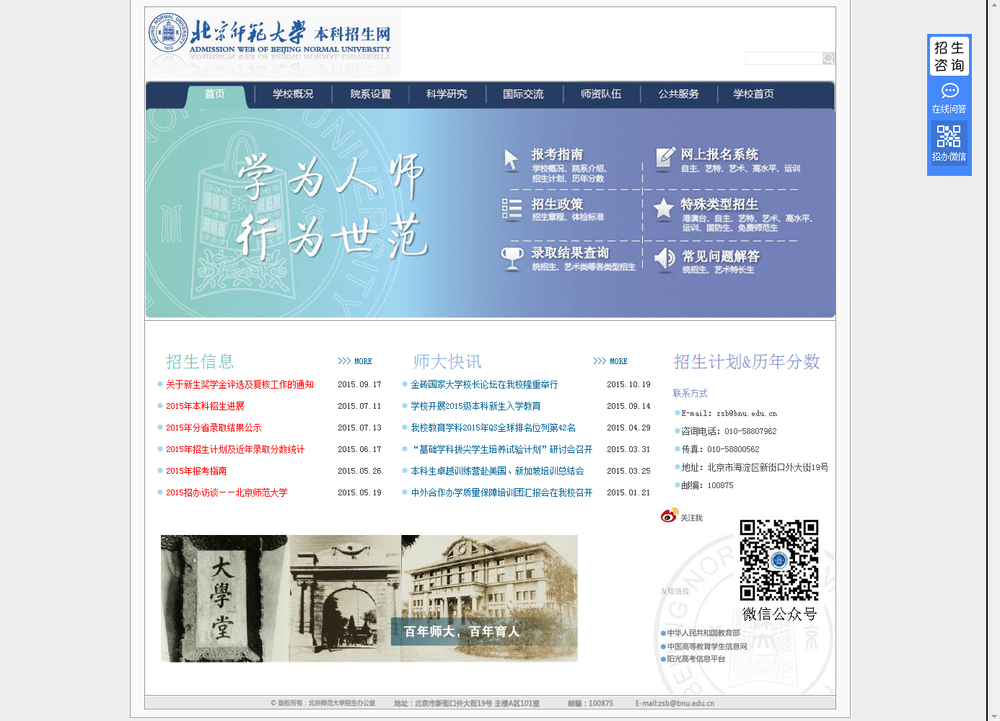 北京师范大学 本科招生网
ADMISSION WEB OF BEIJING NORMAL UNIVERSITY
BEIJING NORMAL UNIVERSITY
1902
首页 学校概况 院系设置 科学研究 国际交流 师资队伍 公共服务 学校首页
招生
咨询
在线问答
招办微信
学为人师
行为世范
报考指南
学校概况、院系介绍、
招生计划、历年分数
网上报名系统
自主、艺特、艺术、高水平、运训
招生政策
招生章程、体检标准
特殊类型招生
港澳台、自主、艺特、艺术、高水平、
运训、国防生、免费师范生
录取结果查询
统招生、艺术类等各类型招生
常见问题解答
统招生、艺术特长生
招生信息 >>> MORE
关于新生奖学金评选及复核工作的通知 2015.09.17
2015年本科招生进展 2015.07.11
2015年分省录取结果公示 2015.07.13
2015年招生计划及近年录取分数统计 2015.06.17
2015年报考指南 2015.05.26
2015招办访谈——北京师范大学 2015.05.19
师大快讯 >>> MORE
金砖国家大学校长论坛在我校隆重举行 2015.10.19
学校开展2015级本科新生入学教育 2015.09.14
我校教育学科2015年QS全球排名位列第42名 2015.04.29
“基础学科拔尖学生培养试验计划”研讨会召开 2015.03.31
本科生卓越训练营赴美国、新加坡培训总结会 2015.03.25
中外合作办学质量保障培训团汇报会在我校召开 2015.01.21
招生计划&历年分数
联系方式
E-mail: zsb@bnu.edu.cn
咨询电话: 010-58807962
传真: 010-58800562
地址: 北京市海淀区新街口外大街19号
邮编: 100875
关注我
微信公众号
友情链接
中华人民共和国教育部
中国高等教育学生信息网
阳光高考信息平台
大學堂
百年师大，百年育人
© 版权所有：北京师范大学招生办公室 地址：北京市新街口外大街19号 主楼A区101室 邮编：100875 E-mail:zsb@bnu.edu.cn